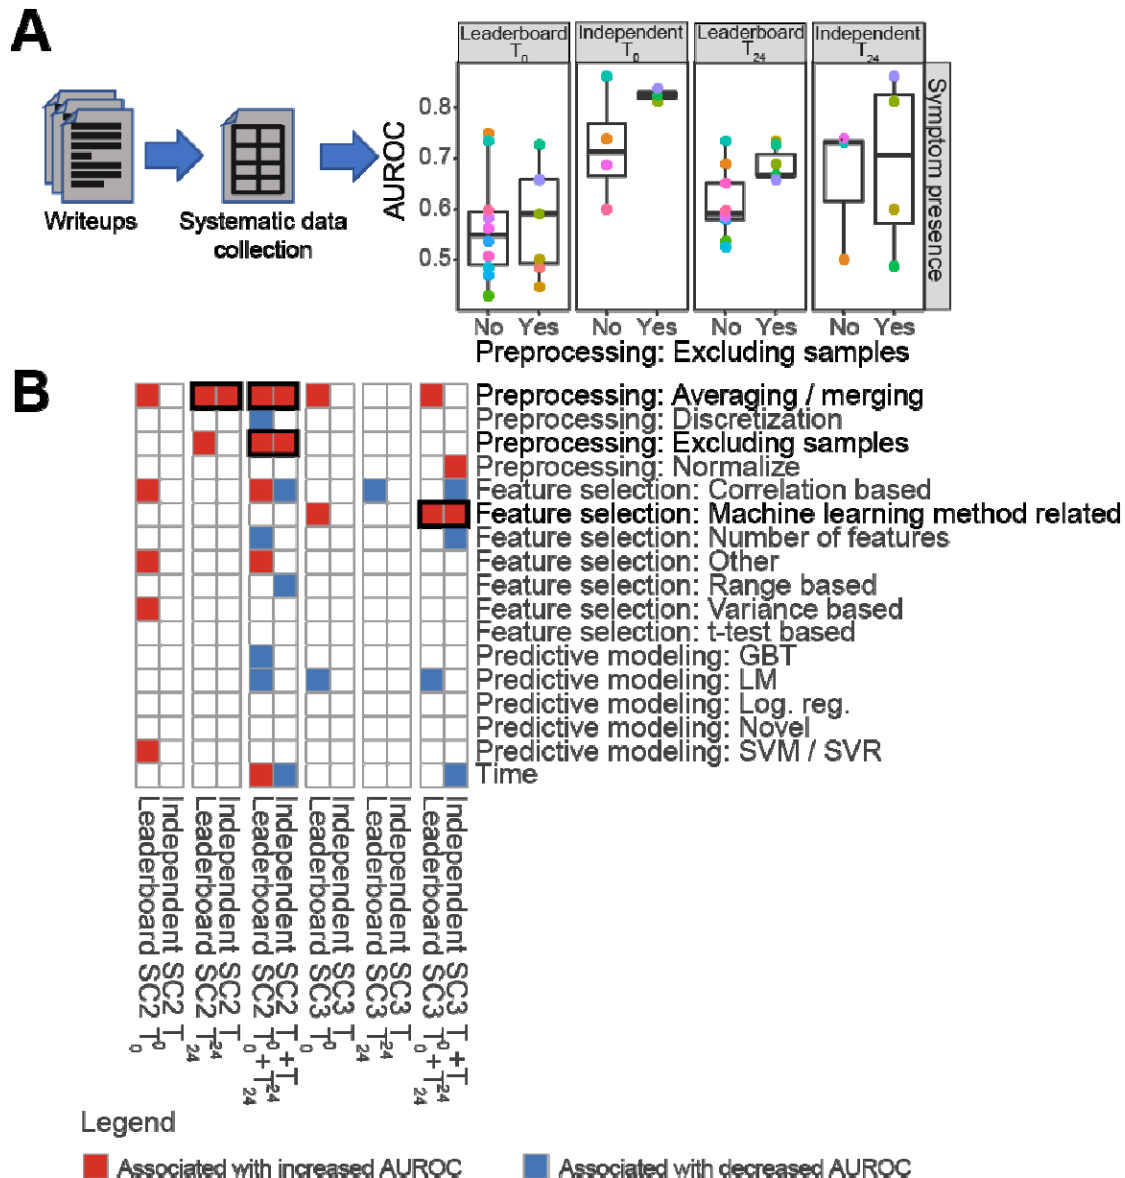 A
Leaderboard T0
Independent T0
Leaderboard T24
Independent T24
Symptom presence
AUROC
0.8
0.7
0.6
0.5
Writeups
Systematic data
collection
No Yes No Yes No Yes No Yes
Preprocessing: Excluding samples
B
Preprocessing: Averaging / merging
Preprocessing: Discretization
Preprocessing: Excluding samples
Preprocessing: Normalize
Feature selection: Correlation based
Feature selection: Machine learning method related
Feature selection: Number of features
Feature selection: Other
Feature selection: Range based
Feature selection: Variance based
Feature selection: t-test based
Predictive modeling: GBT
Predictive modeling: LM
Predictive modeling: Log. reg.
Predictive modeling: Novel
Predictive modeling: SVM / SVR
Time
Leaderboard SC2 T0
Independent SC2 T0
Leaderboard SC2 T24
Independent SC2 T24
Leaderboard SC2 T0+T24
Independent SC2 T0+T24
Leaderboard SC3 T0
Independent SC3 T0
Leaderboard SC3 T24
Independent SC3 T24
Leaderboard SC3 T0+T24
Independent SC3 T0+T24
Legend
Associated with increased AUROC
Associated with decreased AUROC